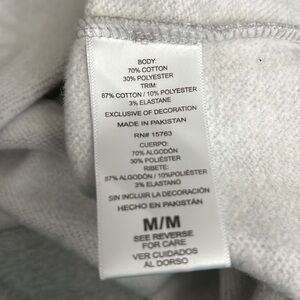 BODY:
70% COTTON
30% POLYESTER
TRIM:
87% COTTON / 10% POLYESTER
3% ELASTANE
EXCLUSIVE OF DECORATION
MADE IN PAKISTAN
RN# 15763
CUERPO:
70% ALGODÓN
30% POLIÉSTER
RIBETE:
87% ALGODÓN / 10%POLIÉSTER
3% ELASTANE
SIN INCLUIR LA DECORACIÓN
HECHO EN PAKISTÁN
M/M
SEE REVERSE
FOR CARE
VER CUIDADOS
AL DORSO